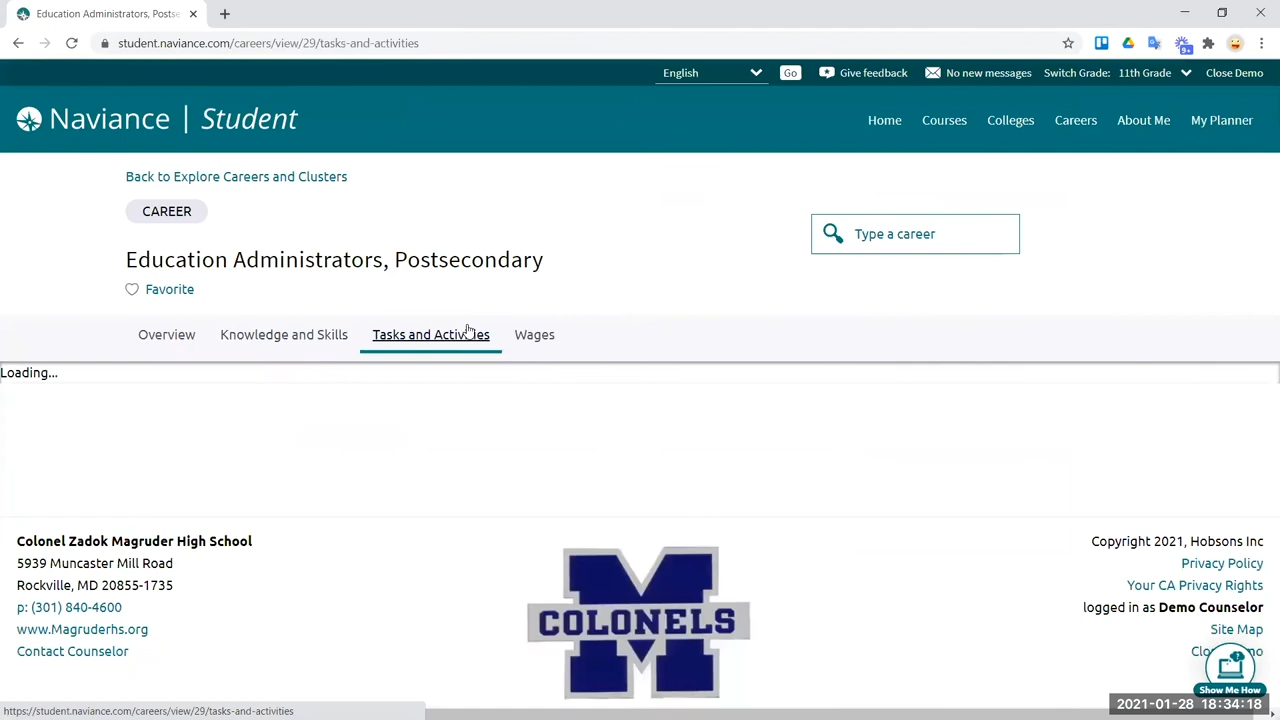 Education Administrators, Postse
student.naviance.com/careers/view/29/tasks-and-activities
9+
English
Go
Give feedback
No new messages
Switch Grade: 11th Grade
Close Demo
Naviance | Student
Home
Courses
Colleges
Careers
About Me
My Planner
Back to Explore Careers and Clusters
CAREER
Type a career
Education Administrators, Postsecondary
Favorite
Overview
Knowledge and Skills
Tasks and Activities
Wages
Loading...
Colonel Zadok Magruder High School
5939 Muncaster Mill Road
Rockville, MD 20855-1735
p: (301) 840-4600
www.Magruderhs.org
Contact Counselor
COLONELS
Copyright 2021, Hobsons Inc
Privacy Policy
Your CA Privacy Rights
logged in as Demo Counselor
Site Map
Show Me How
2021-01-28 18:34:18
https://student.naviance.com/careers/view/29/tasks-and-activities